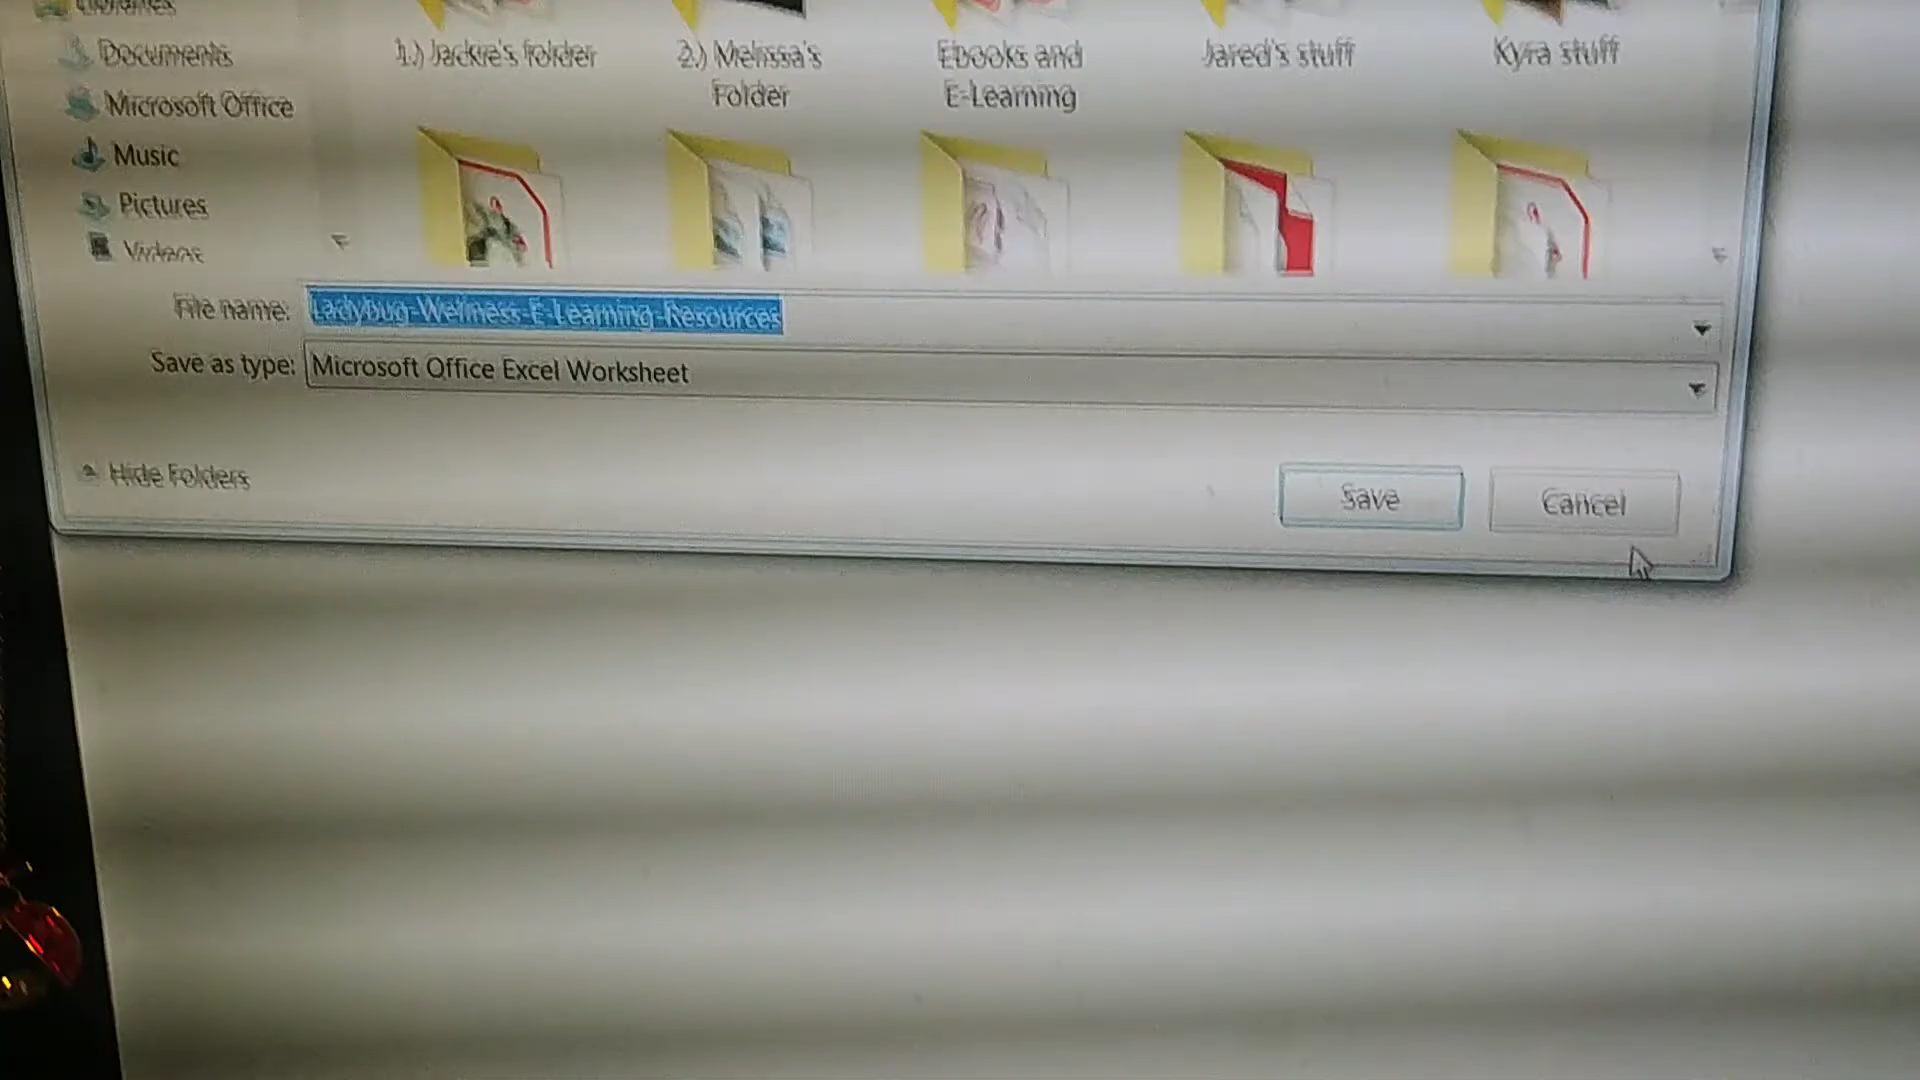 Libraries
Documents
Microsoft Office
Music
Pictures
Videos
1.) Jackie's folder
2.) Melissa's
Folder
Ebooks and
E-Learning
Jared's stuff
Kyra stuff
File name: Ladybug-Wellness-E-Learning-Resources
Save as type: Microsoft Office Excel Worksheet
Hide Folders
Save
Cancel